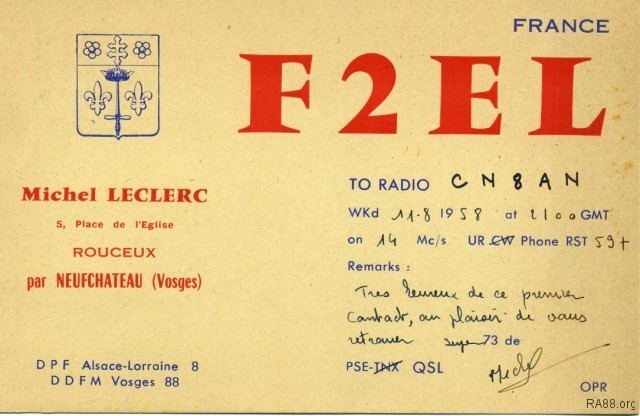 FRANCE
F2EL
Michel LECLERC
5, Place de l'Eglise
ROUCEUX
par NEUFCHATEAU (Vosges)
TO RADIO CN8AN
WKd 11-8 1958 at 2100 GMT
on 14 Mc/s UR CW Phone RST 59+
Remarks :
Tres heureux de ce premier
Contact, au plaisir de vous
retrouver super 73 de
PSE-TNX QSL Michel
OPR
DPF Alsace-Lorraine 8
DDFM Vosges 88
RA88.org